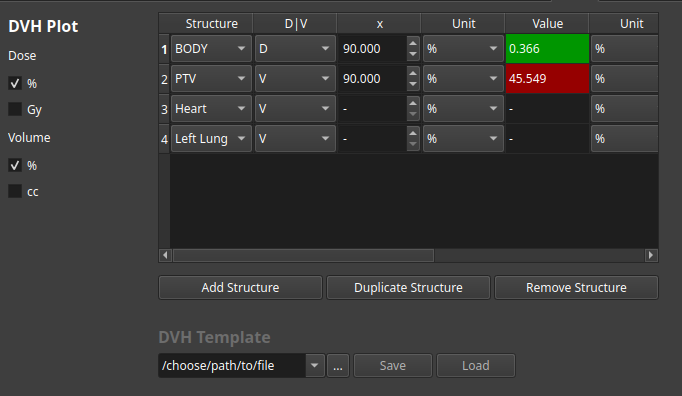 DVH Plot
Dose
%
Gy
Volume
%
cc
Structure D|V x Unit Value Unit
1 BODY D 90.000 % 0.366 %
2 PTV V 90.000 % 45.549 %
3 Heart V - % - %
4 Left Lung V - % - %
Add Structure Duplicate Structure Remove Structure
DVH Template
/choose/path/to/file ... Save Load